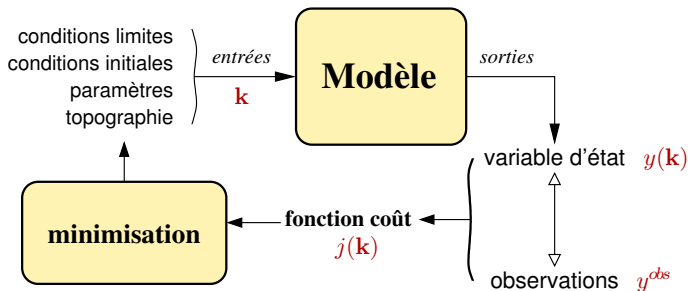 conditions limites
conditions initiales
paramètres
topographie
entrées
k
Modèle
sorties
variable d'état y(k)
fonction coût
j(k)
minimisation
observations y^obs